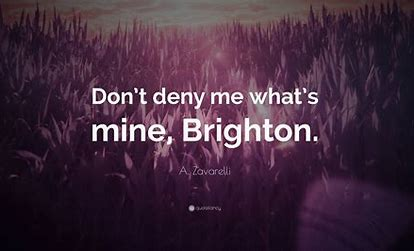 Don’t deny me what’s
mine, Brighton.
A. Zavarelli
quotefancy